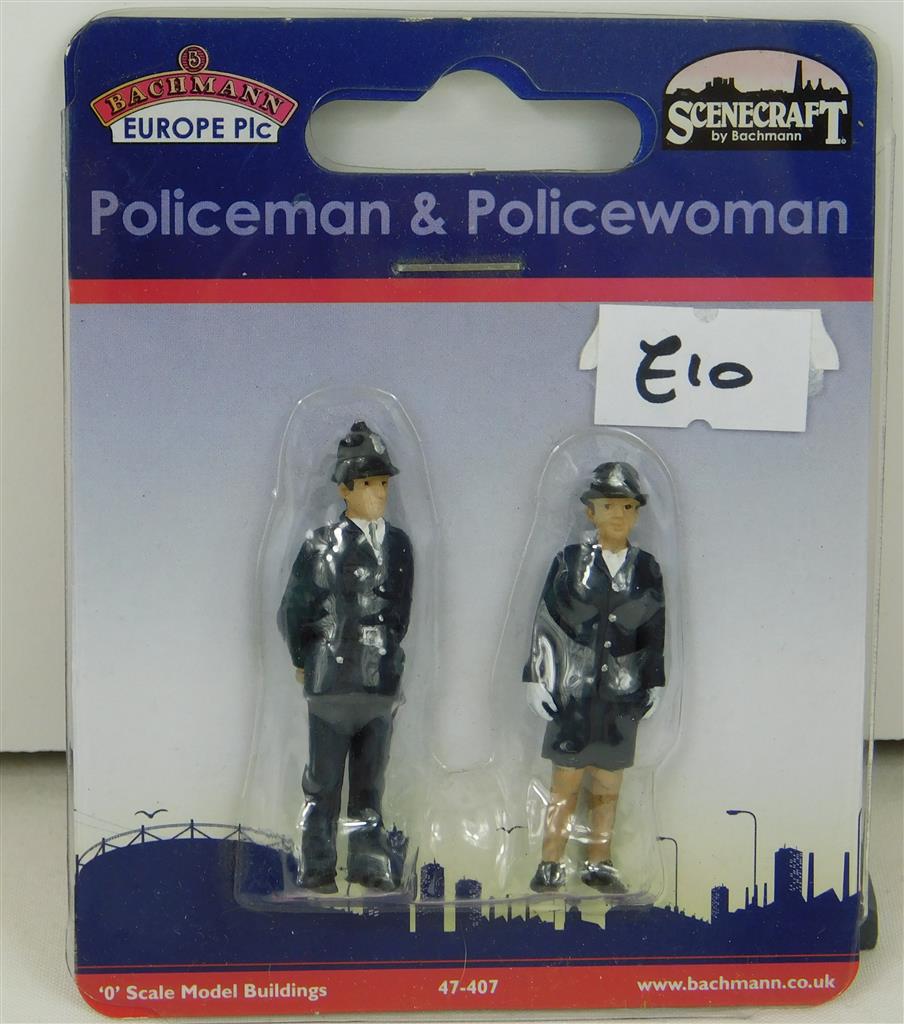 5
BACHMANN
EUROPE Plc
SCENECRAFT
by Bachmann
Policeman & Policewoman
£10
'0' Scale Model Buildings
47-407
www.bachmann.co.uk